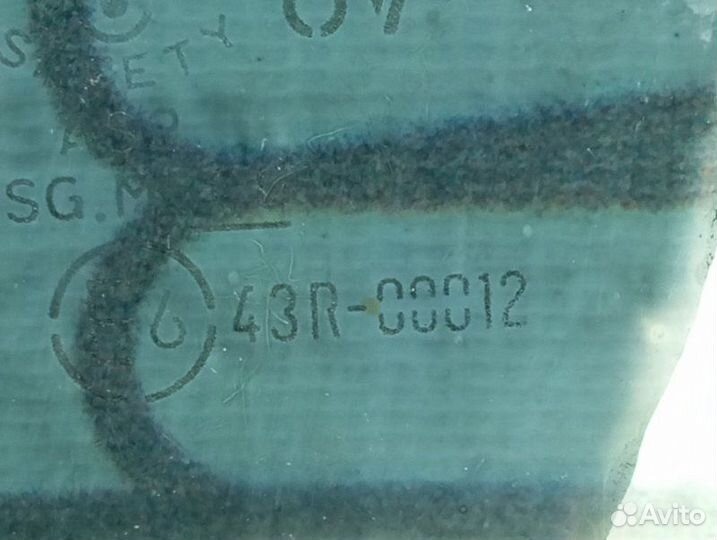 SAFETY
SG.M
6 43R-00012
Avito